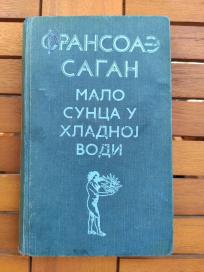 ФРАНСОАЗ
САГАН
МАЛО
СУНЦА У
ХЛАДНОЈ
ВОДИ